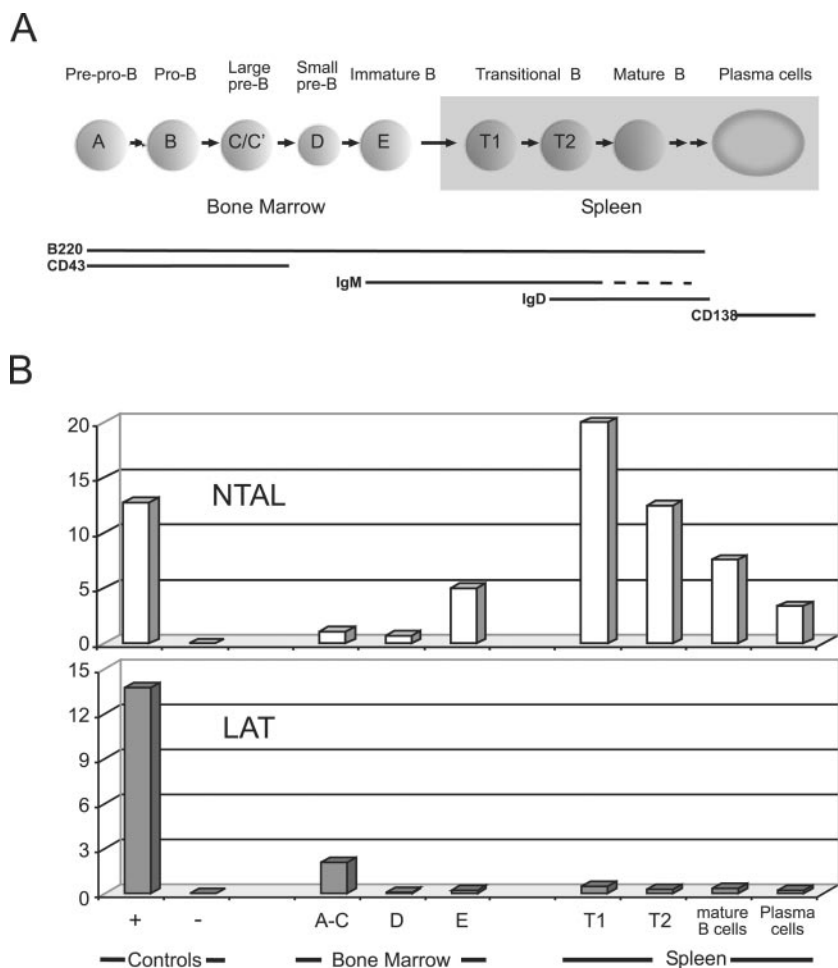 A
Pre-pro-B Pro-B Large pre-B Small pre-B Immature B Transitional B Mature B Plasma cells
A B C/C' D E T1 T2
Bone Marrow Spleen
B220
CD43
IgM
IgD
CD138
B
20
15
10
5
0
NTAL
15
12
9
6
3
0
LAT
+ - A-C D E T1 T2 mature B cells Plasma cells
Controls Bone Marrow Spleen